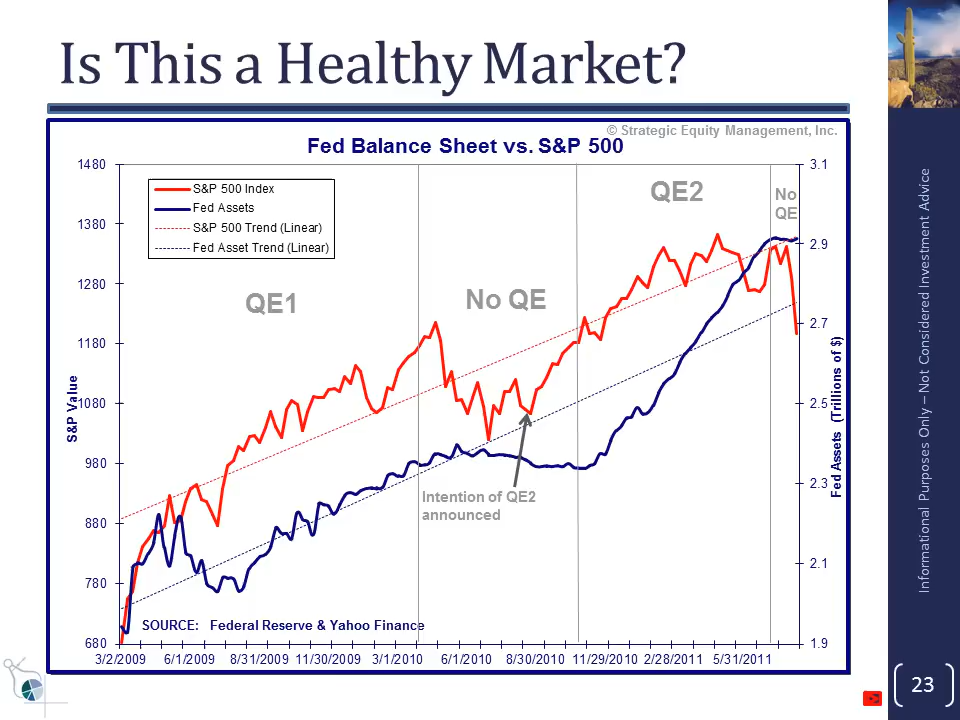 Is This a Healthy Market?
© Strategic Equity Management, Inc.
Fed Balance Sheet vs. S&P 500
S&P 500 Index
Fed Assets
S&P 500 Trend (Linear)
Fed Asset Trend (Linear)
QE1
No QE
QE2
No
QE
Intention of QE2
announced
SOURCE: Federal Reserve & Yahoo Finance
S&P Value
1480
1380
1280
1180
1080
980
880
780
680
Fed Assets (Trillions of $)
3.1
2.9
2.7
2.5
2.3
2.1
1.9
3/2/2009 6/1/2009 8/31/2009 11/30/2009 3/1/2010 6/1/2010 8/30/2010 11/29/2010 2/28/2011 5/31/2011
Informational Purposes Only – Not Considered Investment Advice
23